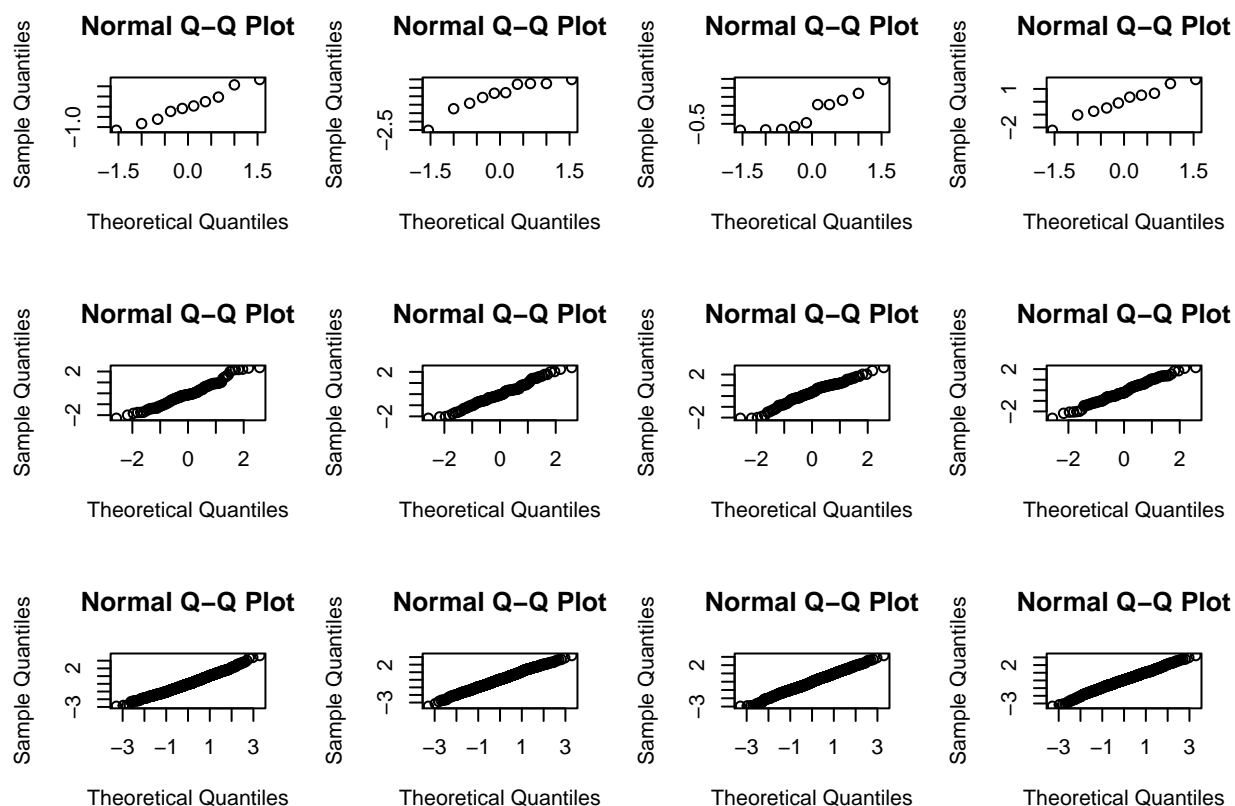 Normal Q−Q Plot
Sample Quantiles
−1.0
−1.5 0.0 1.5
Theoretical Quantiles
Normal Q−Q Plot
Sample Quantiles
−2.5
−1.5 0.0 1.5
Theoretical Quantiles
Normal Q−Q Plot
Sample Quantiles
−0.5
−1.5 0.0 1.5
Theoretical Quantiles
Normal Q−Q Plot
Sample Quantiles
−2 1
−1.5 0.0 1.5
Theoretical Quantiles
Normal Q−Q Plot
Sample Quantiles
−2 2
−2 0 2
Theoretical Quantiles
Normal Q−Q Plot
Sample Quantiles
−2 2
−2 0 2
Theoretical Quantiles
Normal Q−Q Plot
Sample Quantiles
−2 2
−2 0 2
Theoretical Quantiles
Normal Q−Q Plot
Sample Quantiles
−2 2
−2 0 2
Theoretical Quantiles
Normal Q−Q Plot
Sample Quantiles
−3 2
−3 −1 1 3
Theoretical Quantiles
Normal Q−Q Plot
Sample Quantiles
−3 2
−3 −1 1 3
Theoretical Quantiles
Normal Q−Q Plot
Sample Quantiles
−3 2
−3 −1 1 3
Theoretical Quantiles
Normal Q−Q Plot
Sample Quantiles
−3 2
−3 −1 1 3
Theoretical Quantiles